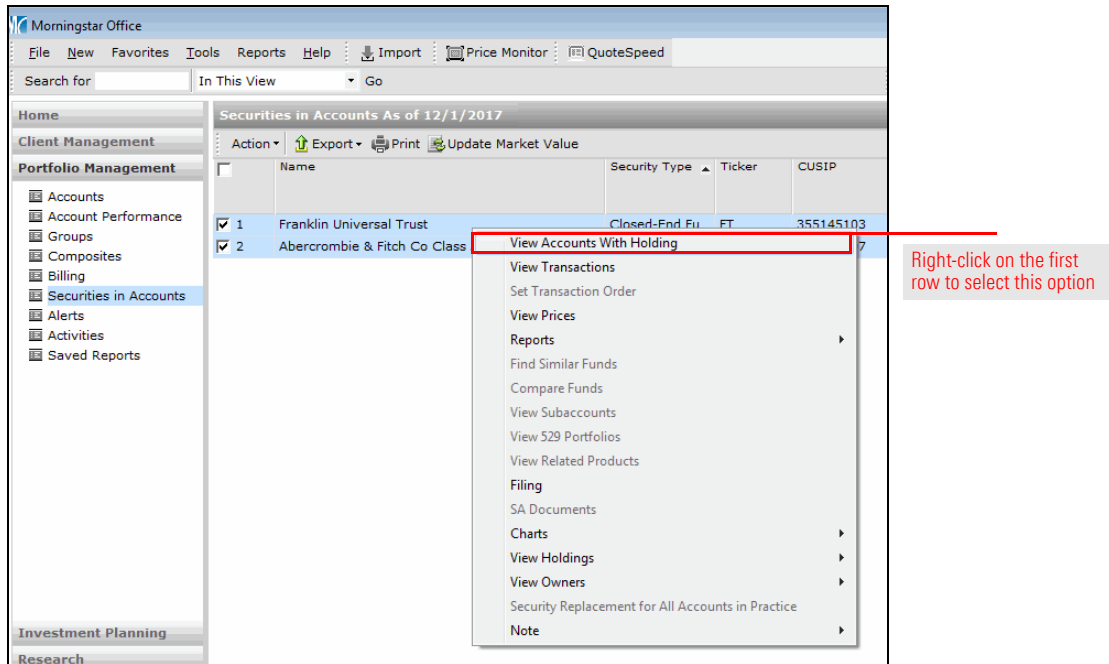 Morningstar Office
File New Favorites Tools Reports Help Import Price Monitor QuoteSpeed
Search for In This View Go
Home
Client Management
Portfolio Management
Accounts
Account Performance
Groups
Composites
Billing
Securities in Accounts
Alerts
Activities
Saved Reports
Investment Planning
Research
Securities in Accounts As of 12/1/2017
Action Export Print Update Market Value
Name Security Type Ticker CUSIP
1 Franklin Universal Trust Closed-End Fu FT 355145103
2 Abercrombie & Fitch Co Class 7
View Accounts With Holding
View Transactions
Set Transaction Order
View Prices
Reports
Find Similar Funds
Compare Funds
View Subaccounts
View 529 Portfolios
View Related Products
Filing
SA Documents
Charts
View Holdings
View Owners
Security Replacement for All Accounts in Practice
Note
Right-click on the first
row to select this option